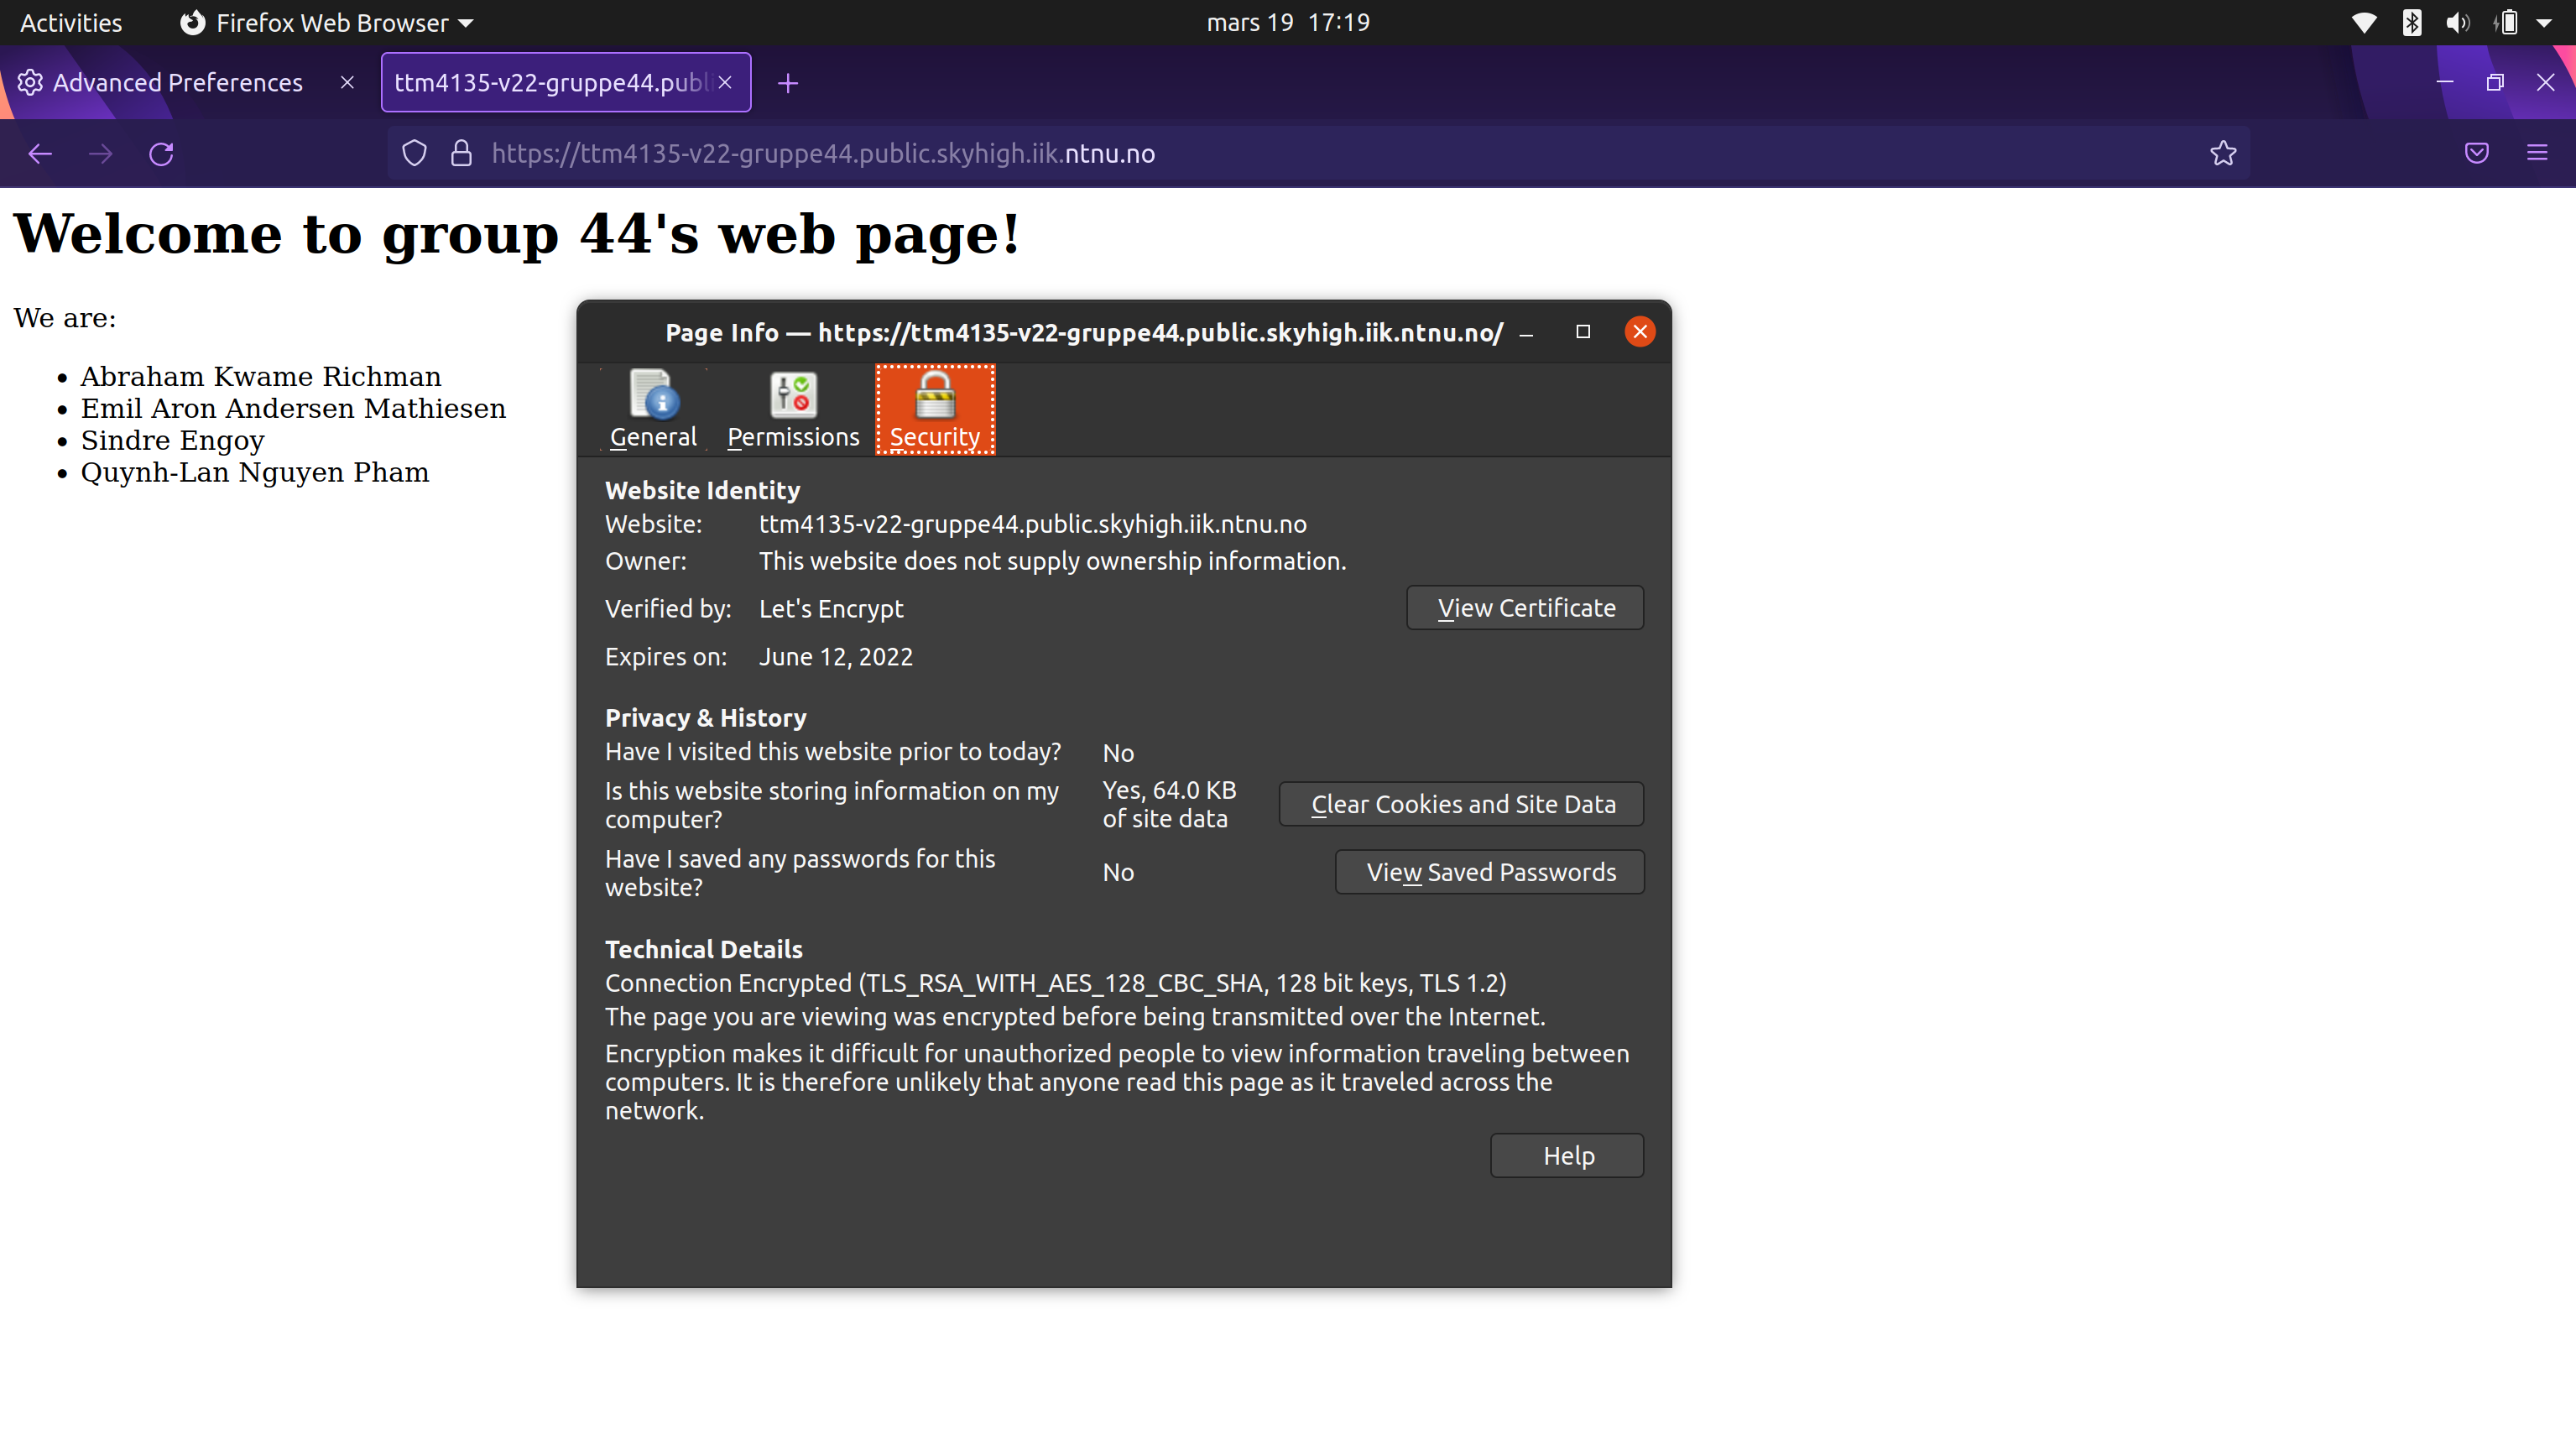 Activities Firefox Web Browser mars 19 17:19
Advanced Preferences ttm4135-v22-gruppe44.publi
https://ttm4135-v22-gruppe44.public.skyhigh.iik.ntnu.no
Welcome to group 44's web page!
We are:
Abraham Kwame Richman
Emil Aron Andersen Mathiesen
Sindre Engoy
Quynh-Lan Nguyen Pham
Page Info — https://ttm4135-v22-gruppe44.public.skyhigh.iik.ntnu.no/
General Permissions Security
Website Identity
Website: ttm4135-v22-gruppe44.public.skyhigh.iik.ntnu.no
Owner: This website does not supply ownership information.
Verified by: Let's Encrypt View Certificate
Expires on: June 12, 2022
Privacy & History
Have I visited this website prior to today? No
Is this website storing information on my
computer?
Yes, 64.0 KB
of site data
Clear Cookies and Site Data
Have I saved any passwords for this
website?
No
View Saved Passwords
Technical Details
Connection Encrypted (TLS_RSA_WITH_AES_128_CBC_SHA, 128 bit keys, TLS 1.2)
The page you are viewing was encrypted before being transmitted over the Internet.
Encryption makes it difficult for unauthorized people to view information traveling between
computers. It is therefore unlikely that anyone read this page as it traveled across the
network.
Help